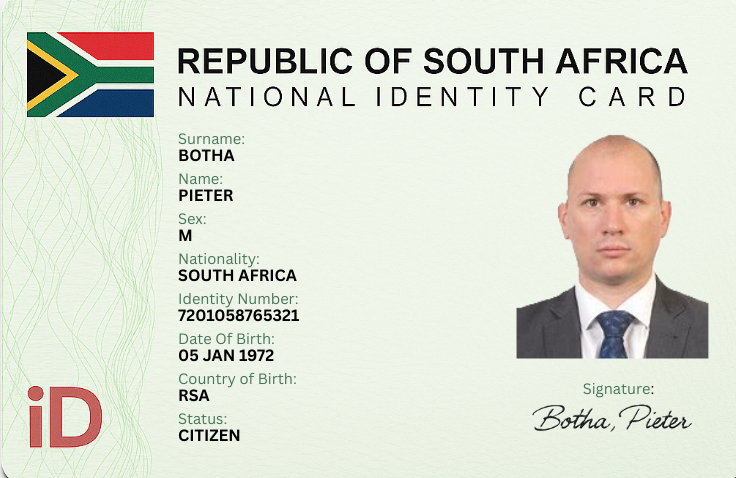 REPUBLIC OF SOUTH AFRICA
NATIONAL IDENTITY CARD
Surname:
BOTHA
Name:
PIETER
Sex:
M
Nationality:
SOUTH AFRICA
Identity Number:
7201058765321
Date Of Birth:
05 JAN 1972
Country of Birth:
RSA
Status:
CITIZEN
iD
Signature:
Botha, Pieter